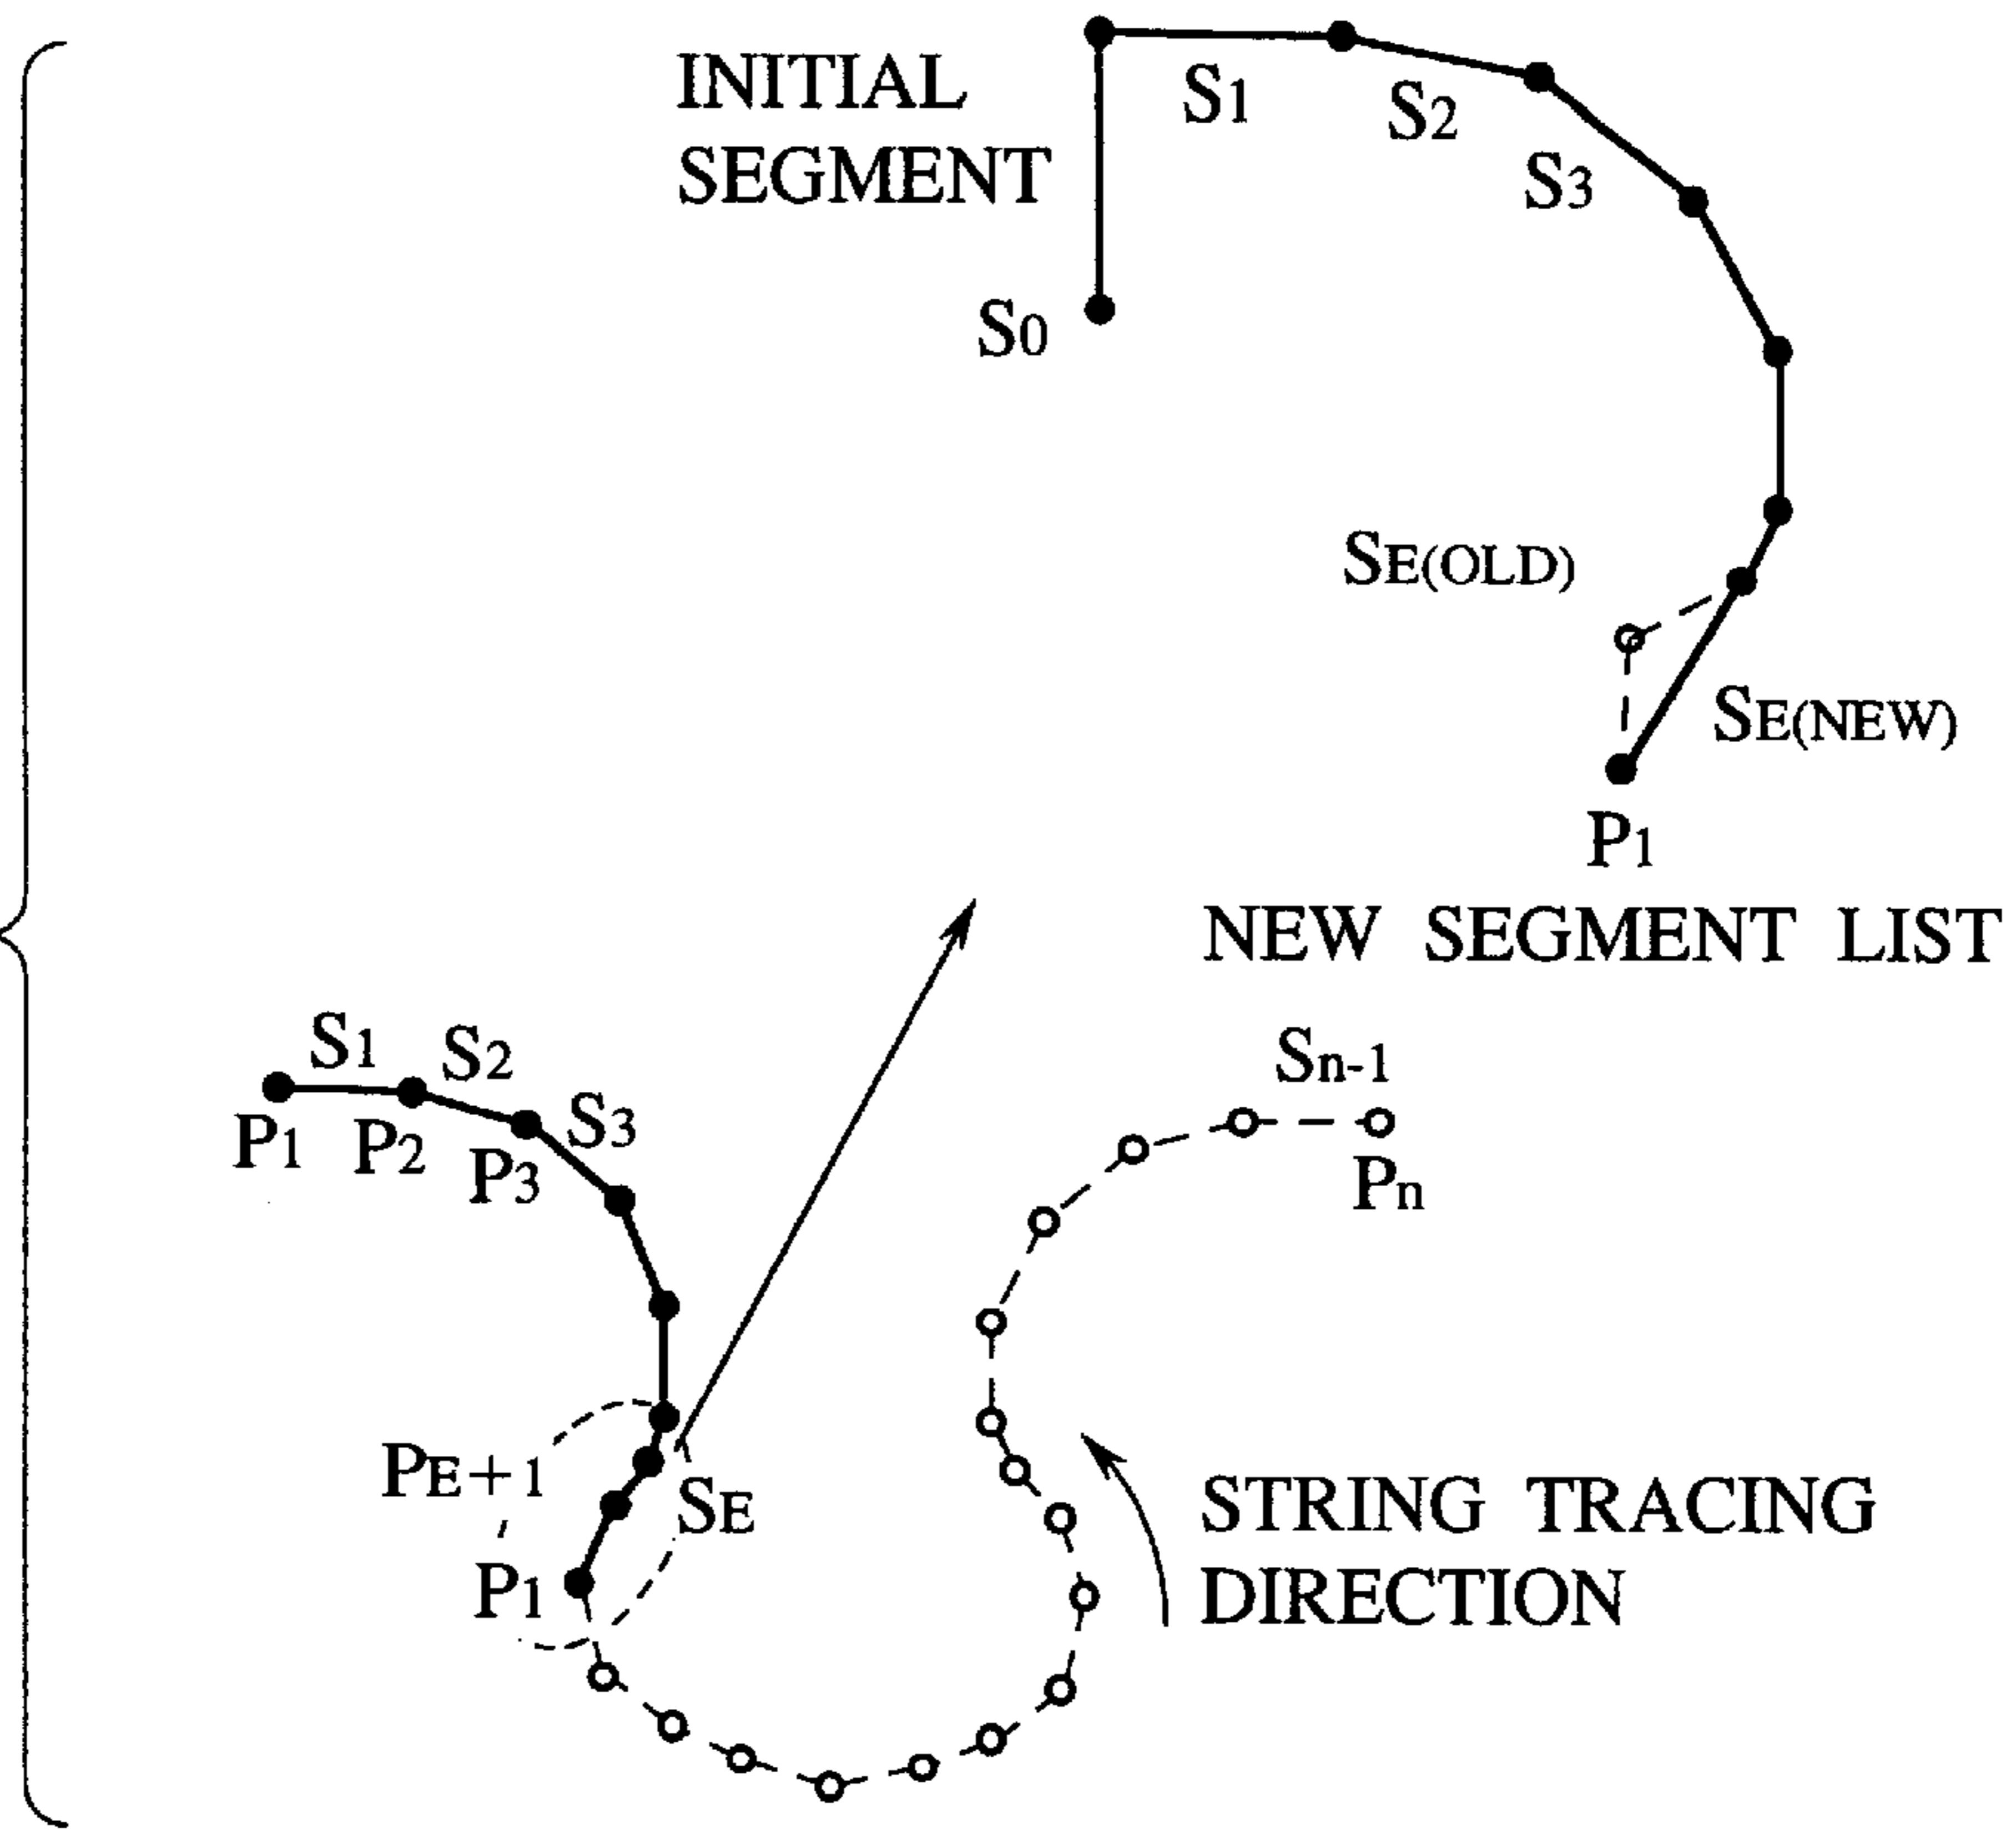 INITIAL
SEGMENT
S1
S2
S3
S0
SE(OLD)
SE(NEW)
P1
NEW SEGMENT LIST
S1
S2
S3
P1
P2
P3
Sn-1
Pn
PE+1
SE
P1
STRING TRACING
DIRECTION